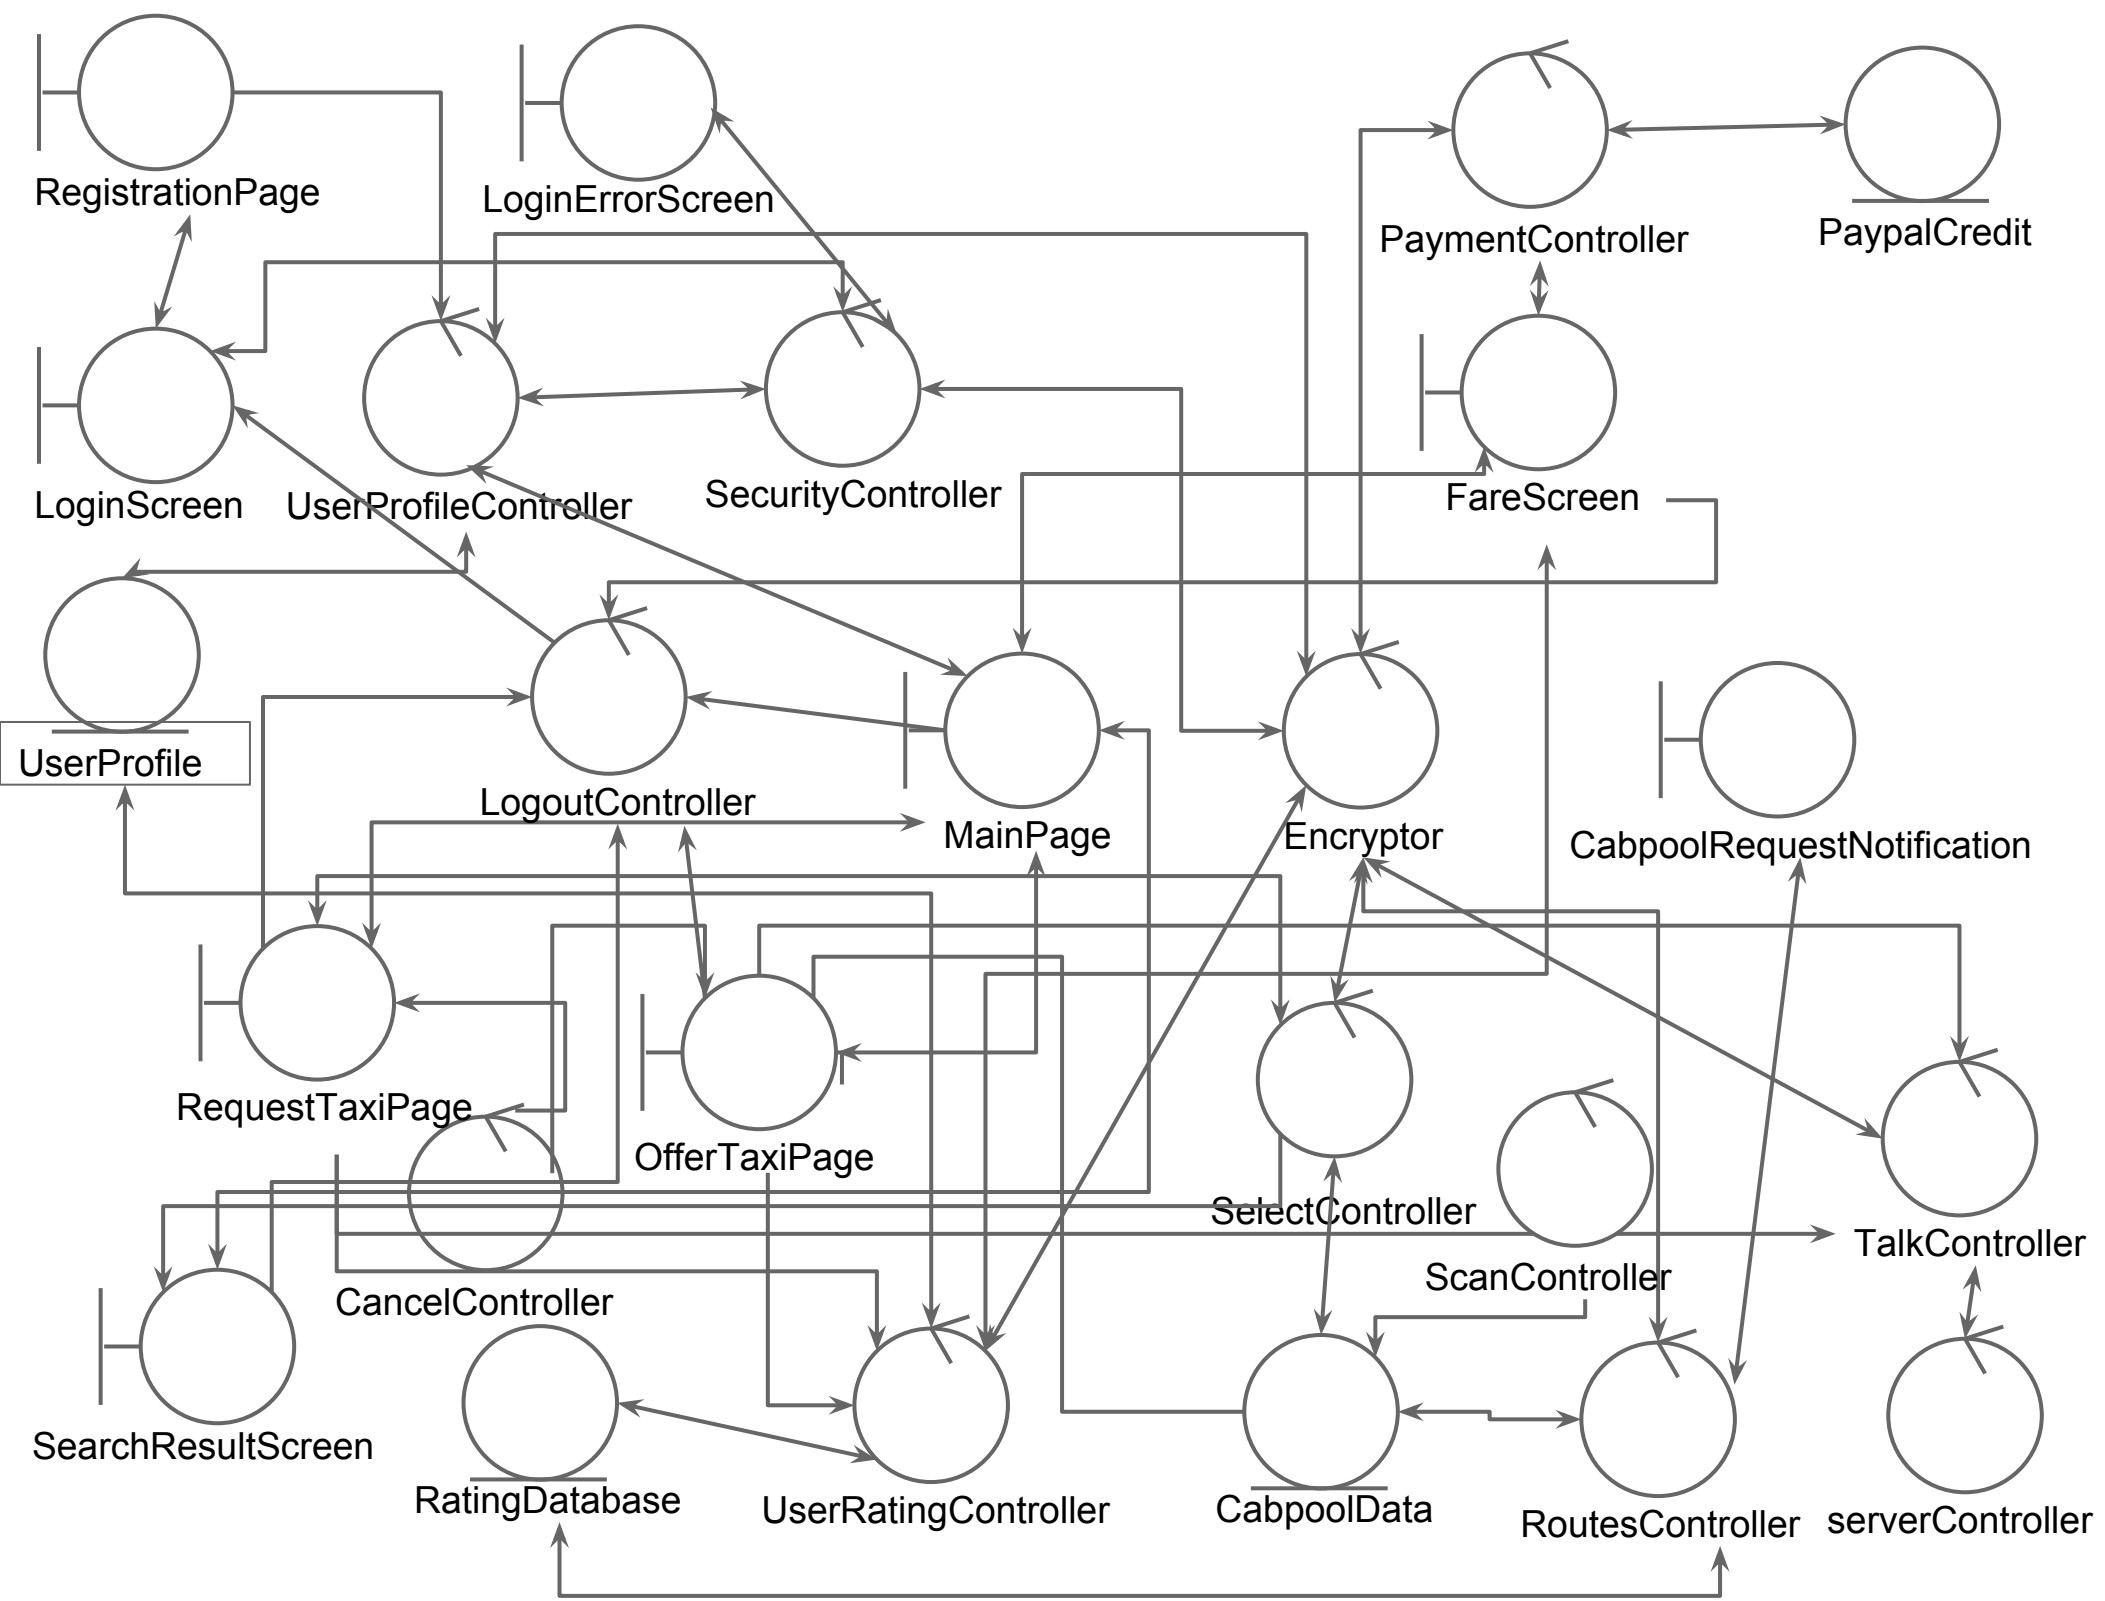 RegistrationPage
LoginErrorScreen
PaymentController
PaypalCredit
LoginScreen
UserProfileController
SecurityController
FareScreen
UserProfile
LogoutController
MainPage
Encryptor
CabpoolRequestNotification
RequestTaxiPage
OfferTaxiPage
SelectController
TalkController
ScanController
CancelController
SearchResultScreen
RatingDatabase
UserRatingController
CabpoolData
RoutesController
serverController